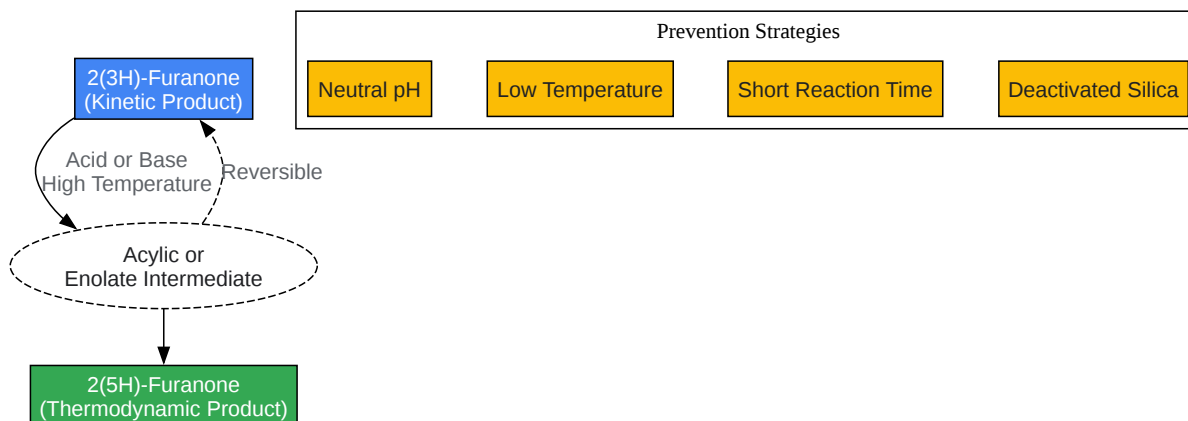 Prevention Strategies
Neutral pH
Low Temperature
Short Reaction Time
Deactivated Silica
2(3H)-Furanone
(Kinetic Product)
Acid or Base
High Temperature
Reversible
Acylic or
Enolate Intermediate
2(5H)-Furanone
(Thermodynamic Product)